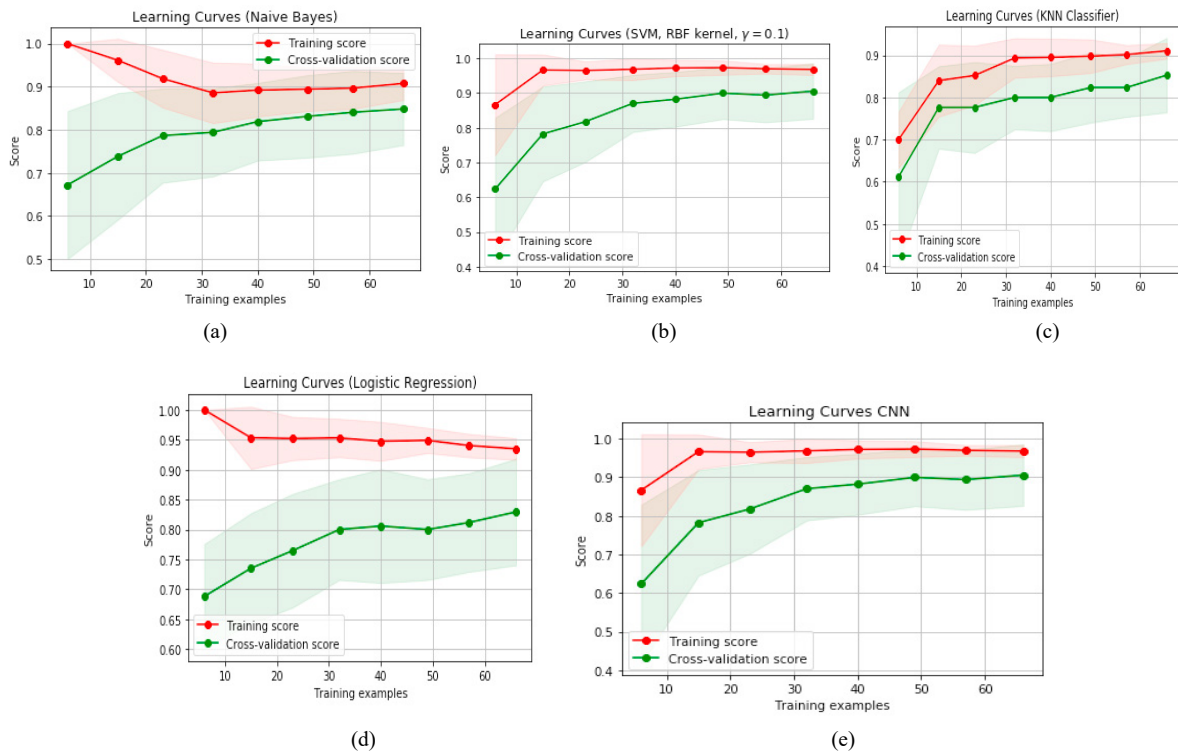 Learning Curves (Naive Bayes)
1.0
0.9
0.8
0.7
0.6
0.5
Score
Training score
Cross-validation score
10 20 30 40 50 60
Training examples
(a)
Learning Curves (SVM, RBF kernel, γ = 0.1)
1.0
0.9
0.8
0.7
0.6
0.5
0.4
Score
Training score
Cross-validation score
10 20 30 40 50 60
Training examples
(b)
Learning Curves (KNN Classifier)
0.9
0.8
0.7
0.6
0.5
0.4
Score
Training score
Cross-validation score
10 20 30 40 50 60
Training examples
(c)
Learning Curves (Logistic Regression)
1.00
0.95
0.90
0.85
0.80
0.75
0.70
0.65
0.60
Score
Training score
Cross-validation score
10 20 30 40 50 60
Training examples
(d)
Learning Curves CNN
1.0
0.9
0.8
0.7
0.6
0.5
0.4
Score
Training score
Cross-validation score
10 20 30 40 50 60
Training examples
(e)